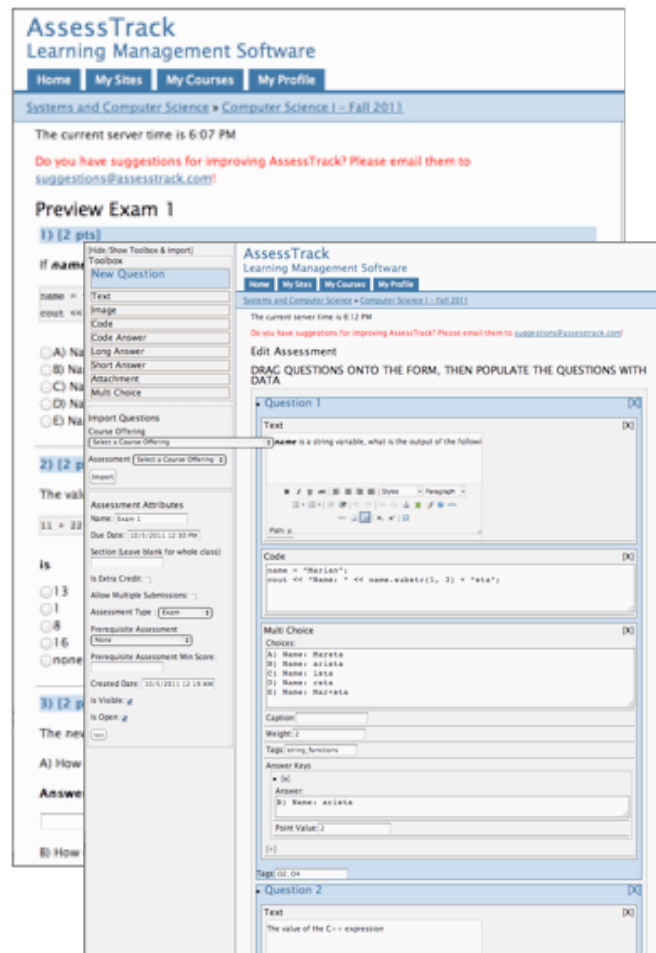 AssessTrack
Learning Management Software
Home My Sites My Courses My Profile
Systems and Computer Science » Computer Science I - Fall 2011
The current server time is 6:07 PM
Do you have suggestions for improving AssessTrack? Please email them to
suggestions@assesstrack.com!
Preview Exam 1
1) [2 pts]
If name
name =
cout <<
A) Na
B) Na
C) Na
D) Na
E) Na
2) [2 p
The val
11 + 22
is
13
1
8
16
none
3) [2 p
The new
A) How
Answe
B) How
[Hide/Show Toolbox & Import]
Toolbox
New Question
Text
Image
Code
Code Answer
Long Answer
Short Answer
Attachment
Multi Choice
Import Questions
Course Offering
Select a Course Offering
Assessment: Select a Course Offering
Import
Assessment Attributes
Name: Exam 1
Due Date: 10/5/2011 12:30 PM
Section (Leave blank for whole class):
Is Extra Credit:
Allow Multiple Submissions:
Assessment Type : Exam
Prerequisite Assessment
None
Prerequisite Assessment Min Score:
Created Date: 10/5/2011 12:19 AM
Is Visible:
Is Open:
AssessTrack
Learning Management Software
Home My Sites My Courses My Profile
Systems and Computer Science » Computer Science I - Fall 2011
The current server time is 6:12 PM
Do you have suggestions for improving AssessTrack? Please email them to suggestions@assesstrack.com!
Edit Assessment
DRAG QUESTIONS ONTO THE FORM, THEN POPULATE THE QUESTIONS WITH
DATA
Question 1 [X]
Text [X]
name is a string variable, what is the output of the followi
Styles Paragraph
Path: p
Code [X]
name = "Marian";
cout << "Name: " << name.substr(1, 3) + "sta";
Multi Choice [X]
Choices:
A) Name: Marsta
B) Name: arista
C) Name: ista
D) Name: rsta
E) Name: Mar+sta
Caption:
Weight: 2
Tags: string_functions
Answer Keys
[x]
Answer:
B) Name: arista
Point Value: 2
[+]
Tags: O2, O4
Question 2 [X]
Text [X]
The value of the C++ expression